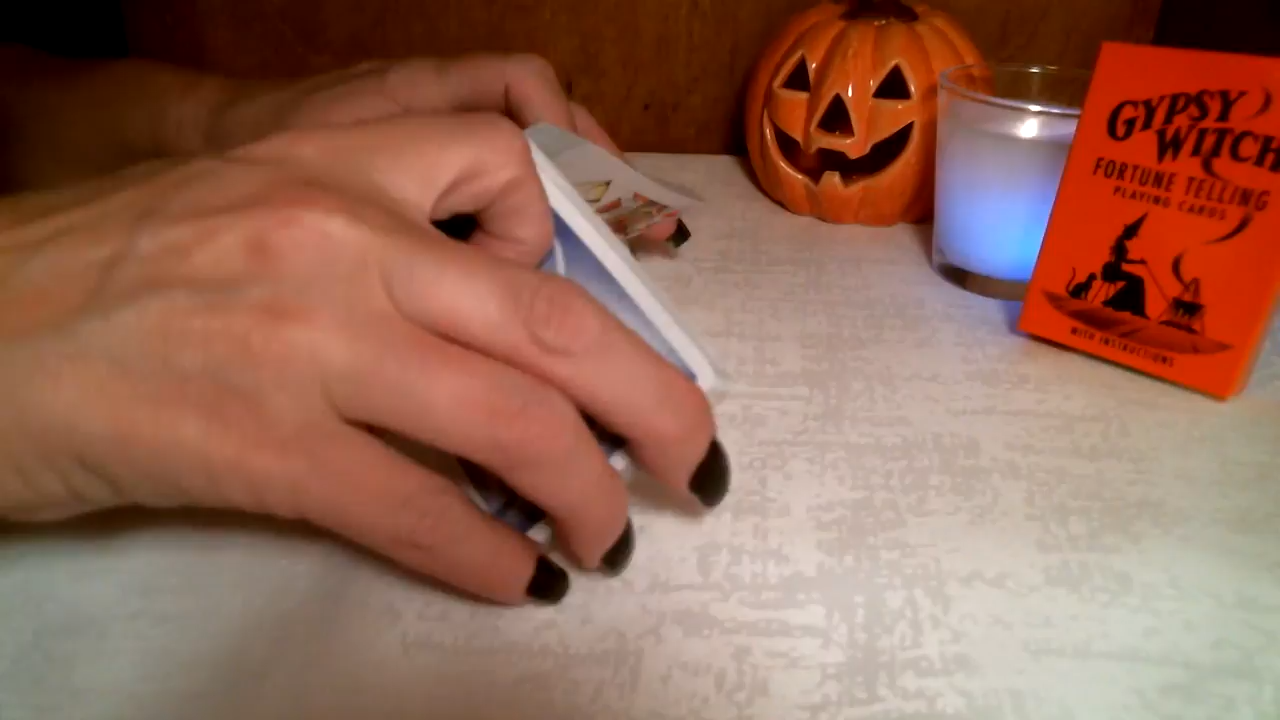 GYPSY
WITCH
FORTUNE TELLING
PLAYING CARDS
WITH INSTRUCTIONS